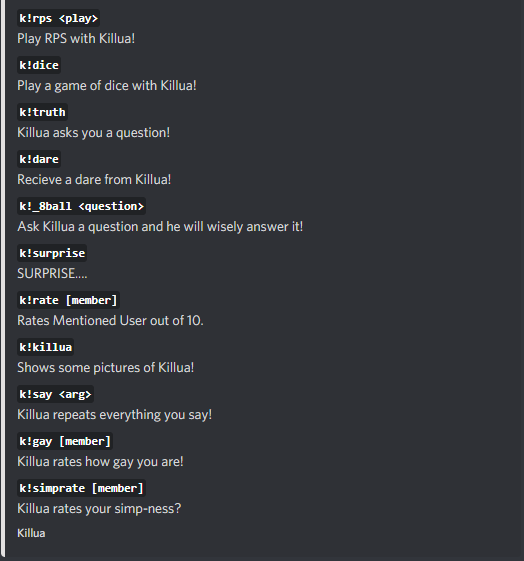 k!rps <play>
Play RPS with Killua!
k!dice
Play a game of dice with Killua!
k!truth
Killua asks you a question!
k!dare
Recieve a dare from Killua!
k!_8ball <question>
Ask Killua a question and he will wisely answer it!
k!surprise
SURPRISE....
k!rate [member]
Rates Mentioned User out of 10.
k!killua
Shows some pictures of Killua!
k!say <arg>
Killua repeats everything you say!
k!gay [member]
Killua rates how gay you are!
k!simprate [member]
Killua rates your simp-ness?
Killua